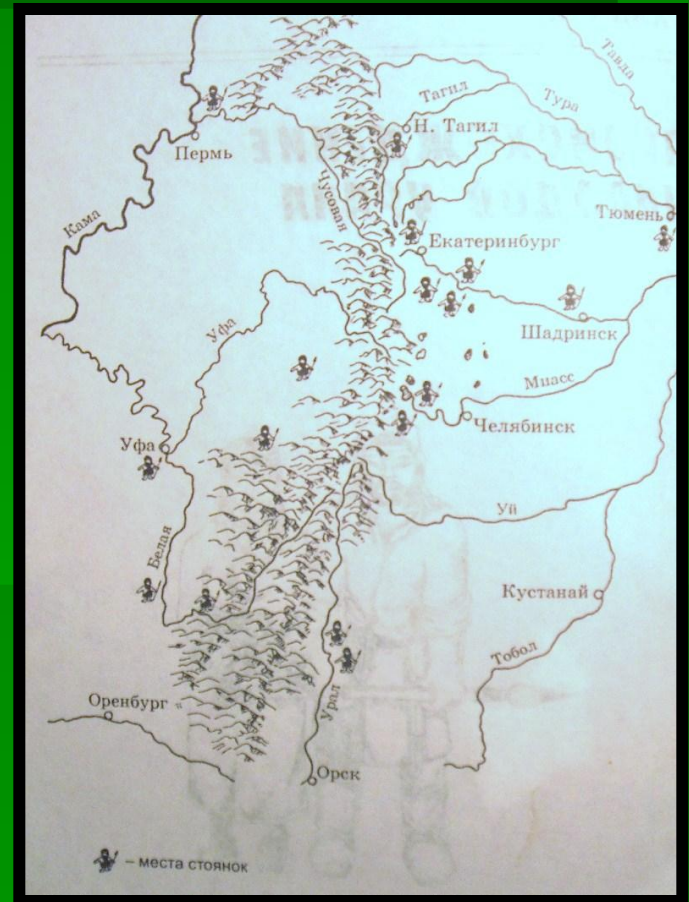 Тавда
Тагил
Тура
Н. Тагил
Пермь
Чусовая
Кама
Тюмень
Екатеринбург
Уфа
Шадринск
Миасс
Челябинск
Уфа
Уй
Белая
Кустанай
Тобол
Урал
Оренбург
Орск
– места стоянок